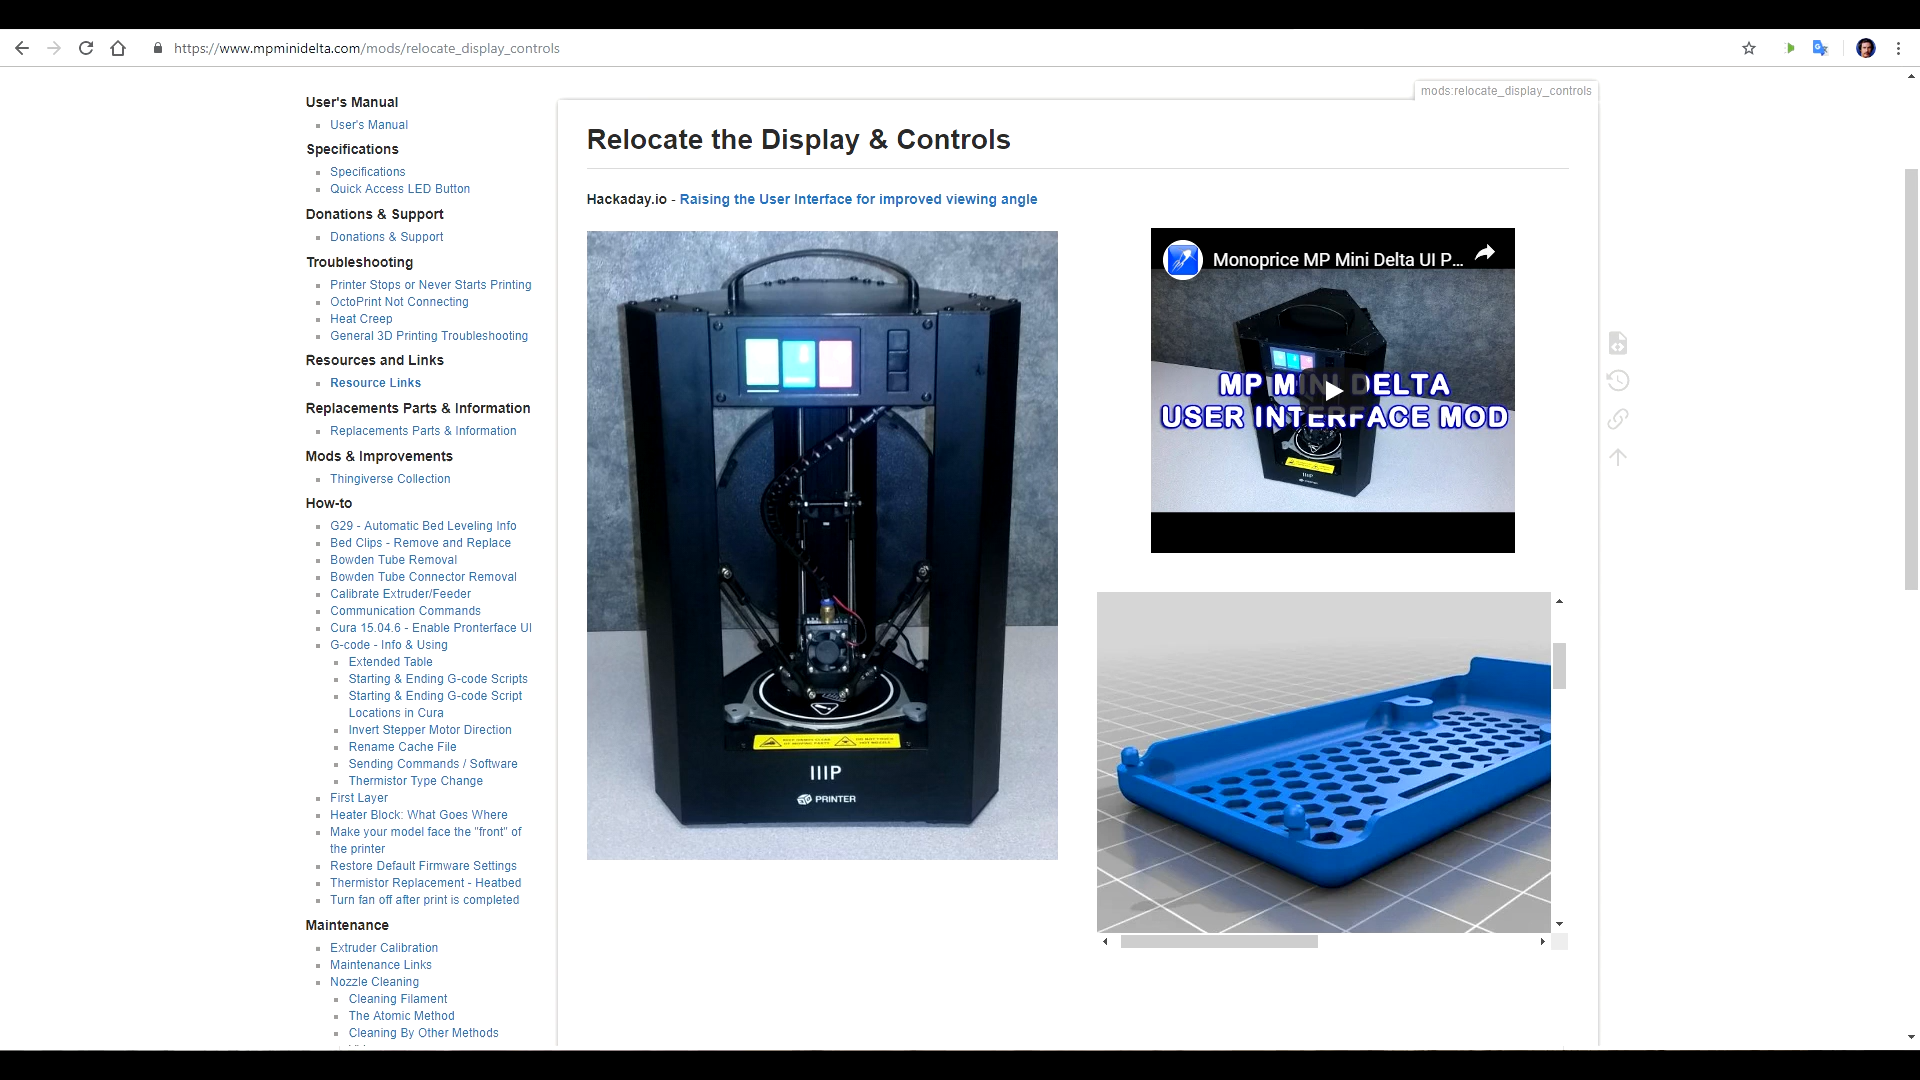 https://www.mpminidelta.com/mods/relocate_display_controls
mods:relocate_display_controls
User's Manual
User's Manual
Specifications
Specifications
Quick Access LED Button
Donations & Support
Donations & Support
Troubleshooting
Printer Stops or Never Starts Printing
OctoPrint Not Connecting
Heat Creep
General 3D Printing Troubleshooting
Resources and Links
Resource Links
Replacements Parts & Information
Replacements Parts & Information
Mods & Improvements
Thingiverse Collection
How-to
G29 - Automatic Bed Leveling Info
Bed Clips - Remove and Replace
Bowden Tube Removal
Bowden Tube Connector Removal
Calibrate Extruder/Feeder
Communication Commands
Cura 15.04.6 - Enable Pronterface UI
G-code - Info & Using
Extended Table
Starting & Ending G-code Scripts
Starting & Ending G-code Script
Locations in Cura
Invert Stepper Motor Direction
Rename Cache File
Sending Commands / Software
Thermistor Type Change
First Layer
Heater Block: What Goes Where
Make your model face the "front" of
the printer
Restore Default Firmware Settings
Thermistor Replacement - Heatbed
Turn fan off after print is completed
Maintenance
Extruder Calibration
Maintenance Links
Nozzle Cleaning
Cleaning Filament
The Atomic Method
Cleaning By Other Methods
Relocate the Display & Controls
Hackaday.io - Raising the User Interface for improved viewing angle
IIIP
PRINTER
Monoprice MP Mini Delta UI P...
MP MINI DELTA
USER INTERFACE MOD